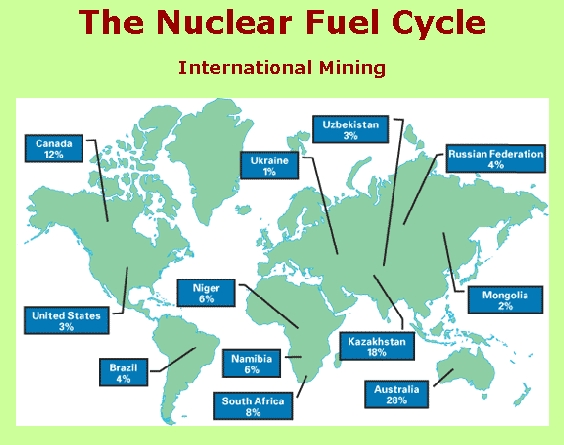 The Nuclear Fuel Cycle
International Mining
Canada
12%
Uzbekistan
3%
Ukraine
1%
Russian Federation
4%
United States
3%
Niger
6%
Mongolia
2%
Kazakhstan
18%
Brazil
4%
Namibia
6%
South Africa
8%
Australia
28%